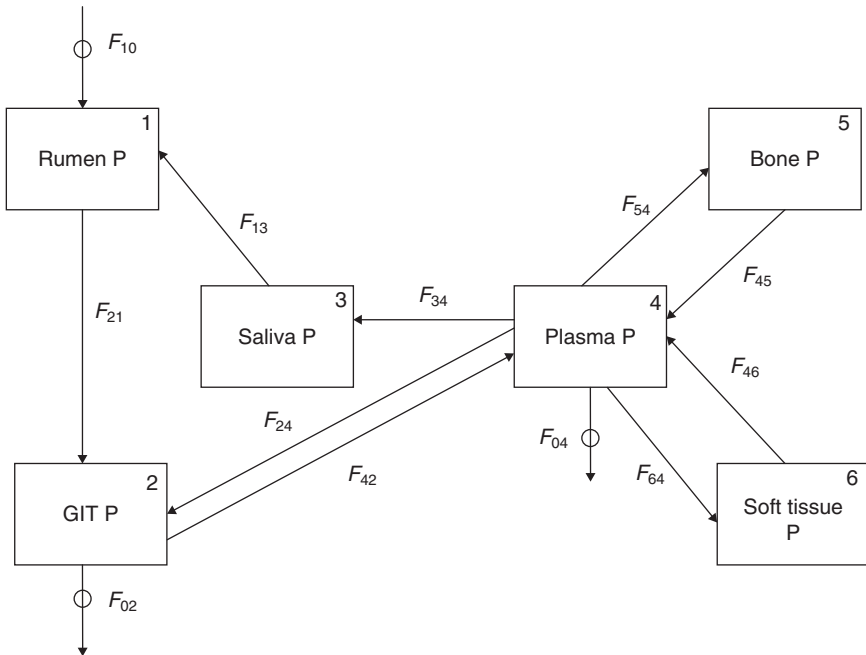 F10
1
Rumen P
5
Bone P
F13
F54
F21
3
Saliva P
F34
4
Plasma P
F45
F46
F24
F42
F04
F64
2
GIT P
6
Soft tissue
P
F02